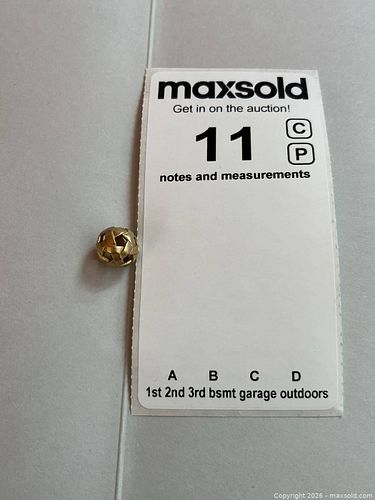 maxsold
Get in on the auction!
11
C
P
notes and measurements
A B C D
1st 2nd 3rd bsmt garage outdoors
Copyright 2026 - maxsold.com